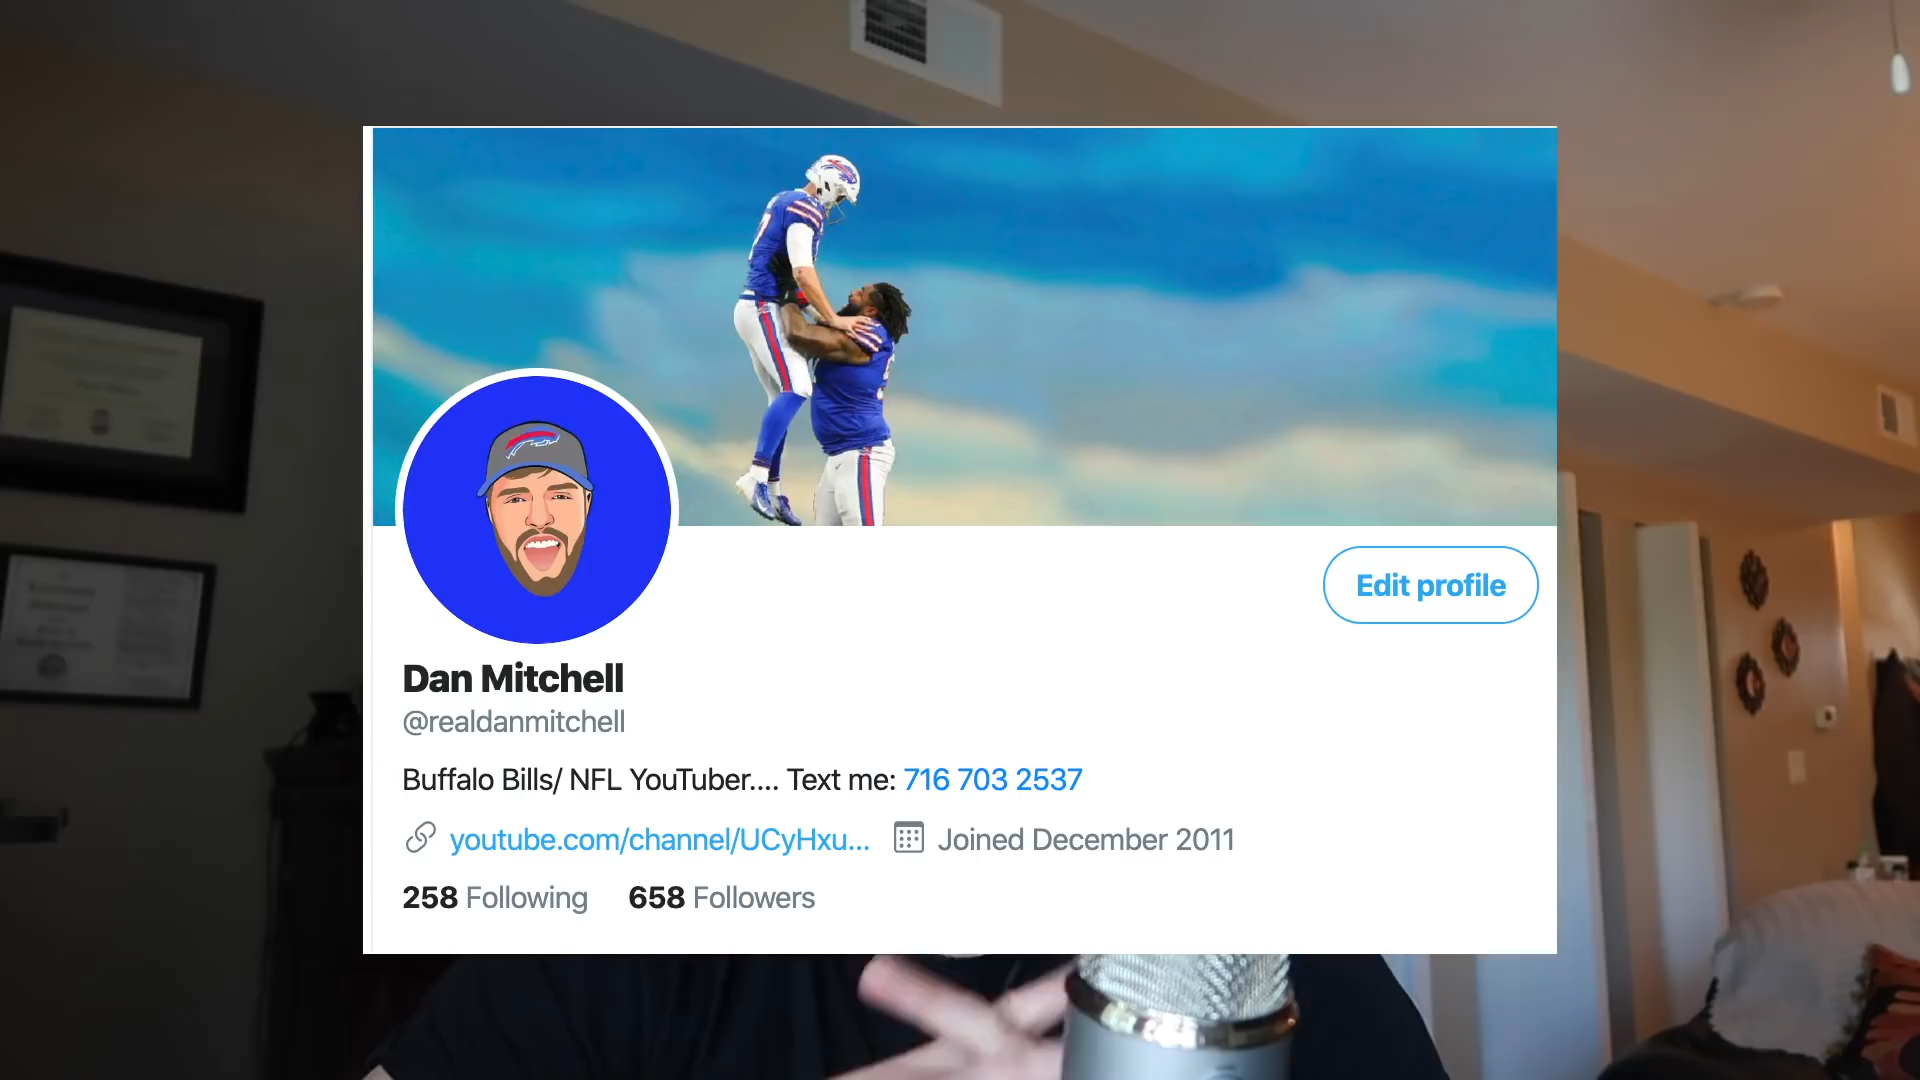 Edit profile
Dan Mitchell
@realdanmitchell
Buffalo Bills/ NFL YouTuber.... Text me: 716 703 2537
youtube.com/channel/UCyHxu... Joined December 2011
258 Following 658 Followers